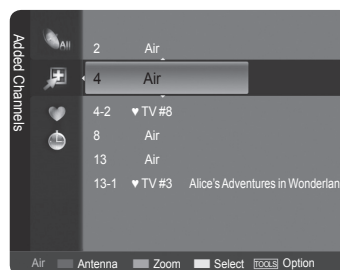 Added Channels
All
2 Air
4 Air
4-2 ♥ TV #8
8 Air
13 Air
13-1 ♥ TV #3 Alice's Adventures in Wonderlan
Air Antenna Zoom Select TOOLS Option